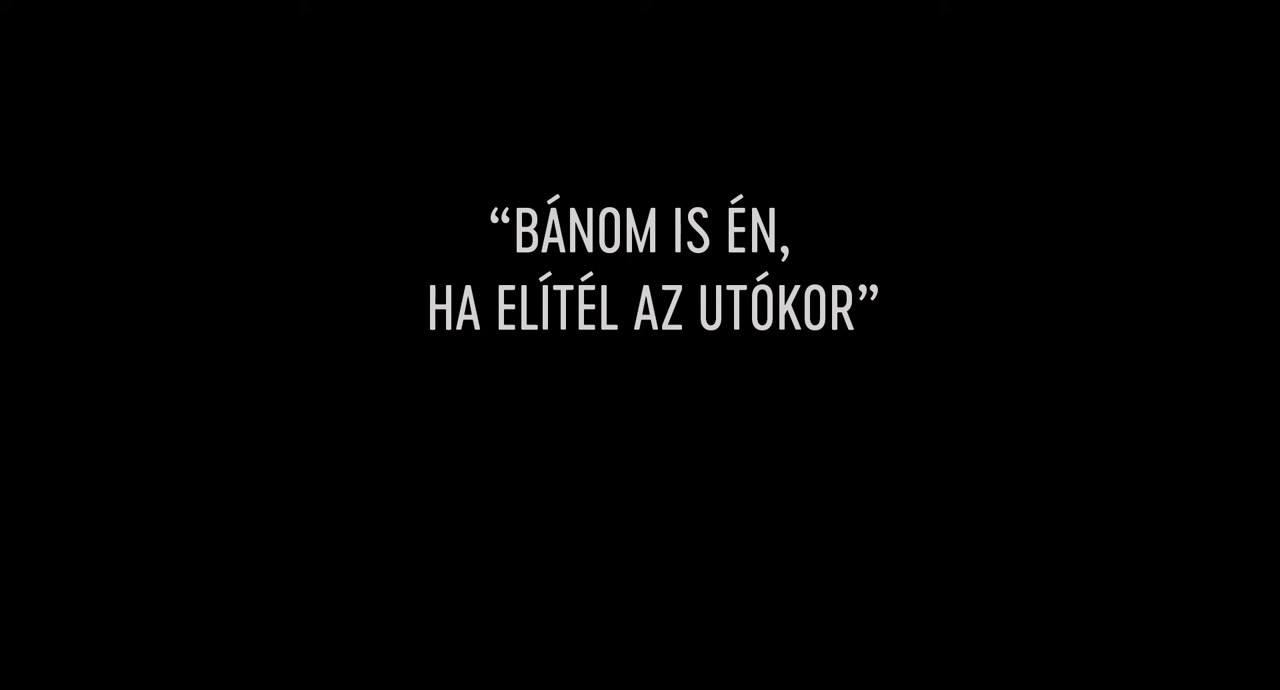 “BÁNOM IS ÉN,
HA ELÍTÉL AZ UTÓKOR”